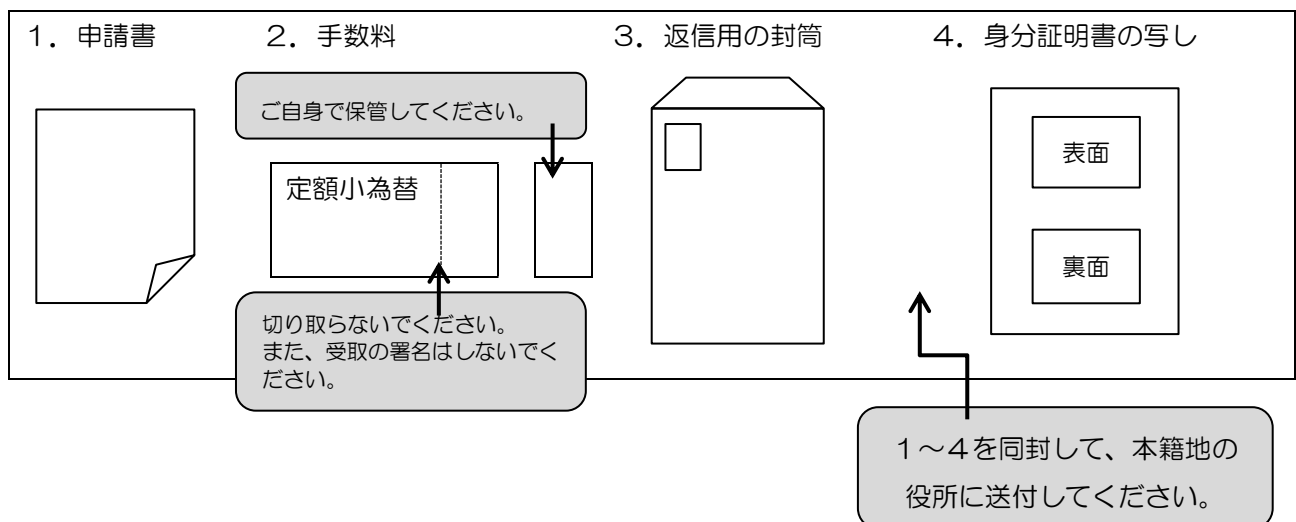 1．申請書
2．手数料
3．返信用の封筒
4．身分証明書の写し
ご自身で保管してください。
定額小為替
切り取らないでください。
また、受取の署名はしないでく
ださい。
表面
裏面
1～4を同封して、本籍地の
役所に送付してください。